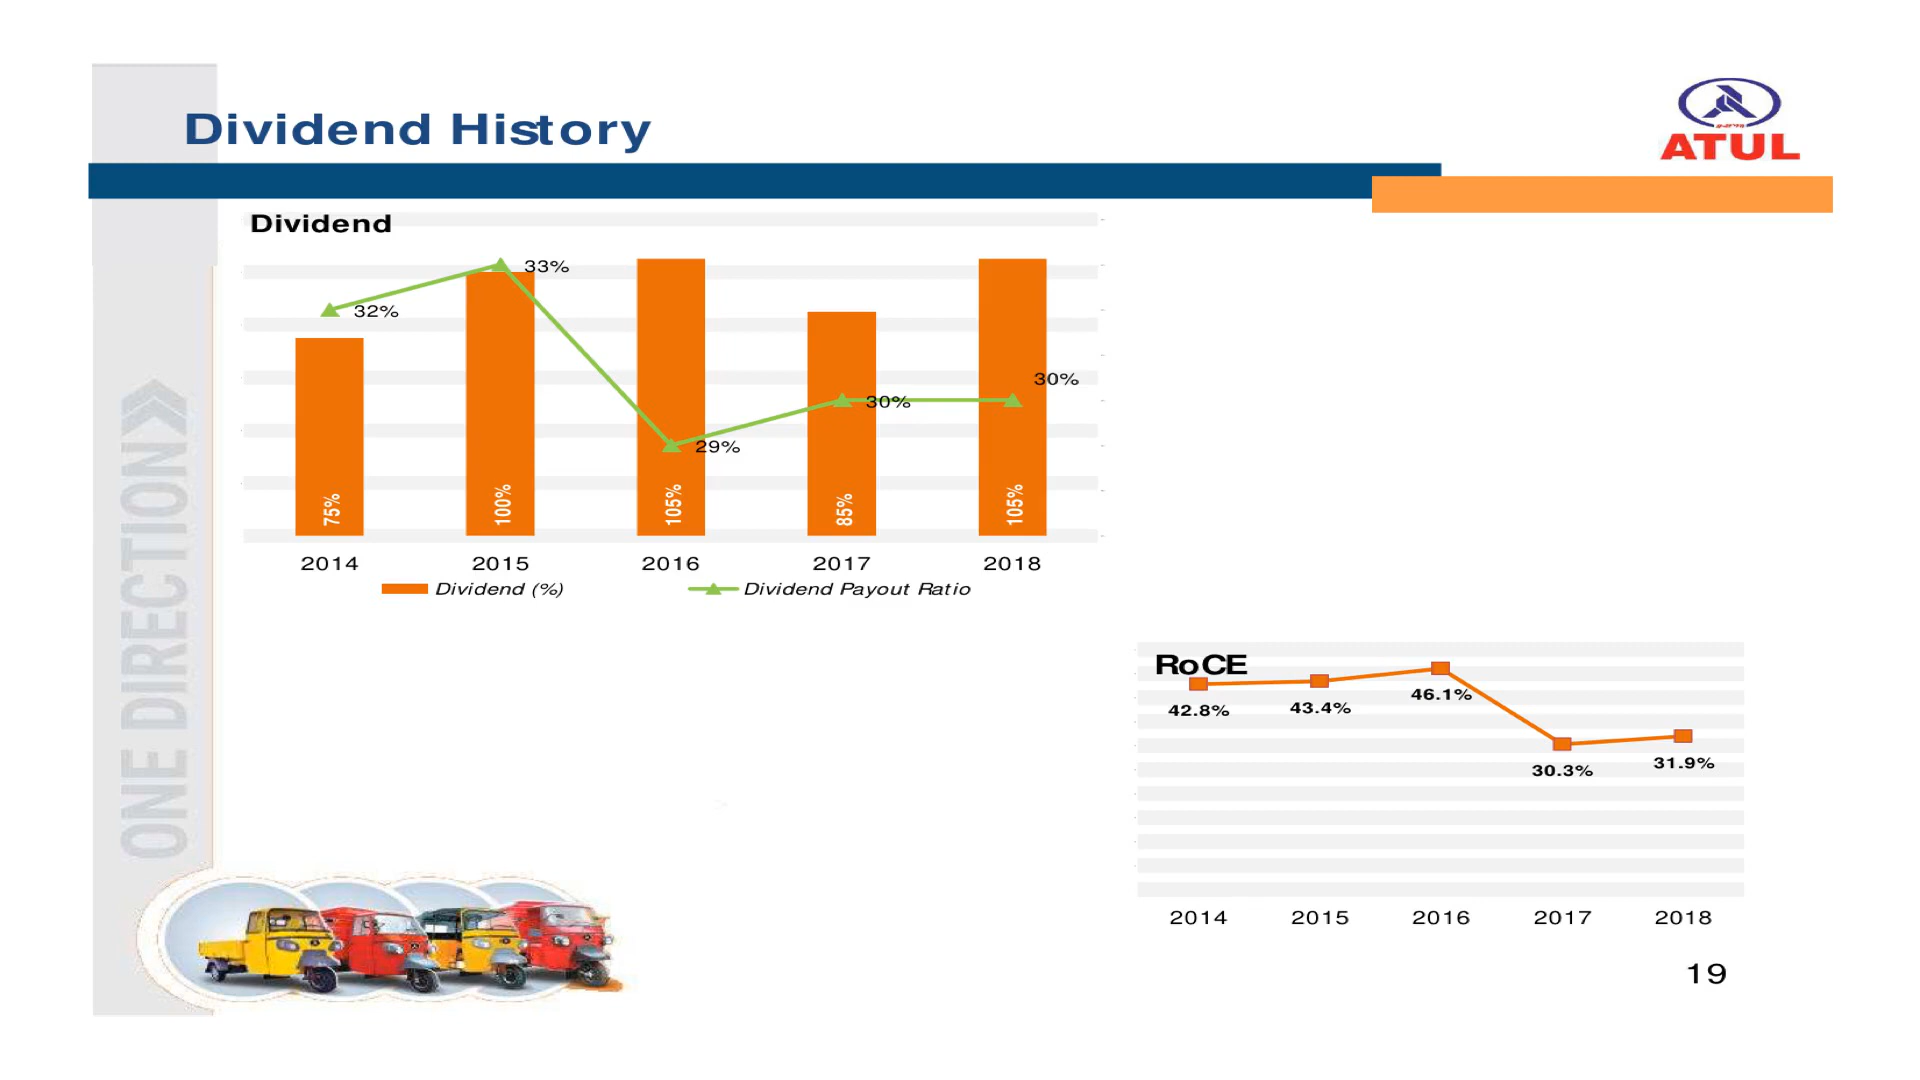 Dividend History
ATUL
ONE DIRECTION
Dividend
33%
32%
30%
30%
29%
75%
100%
105%
85%
105%
2014 2015 2016 2017 2018
Dividend (%) Dividend Payout Ratio
RoCE
42.8% 43.4% 46.1% 30.3% 31.9%
2014 2015 2016 2017 2018
19